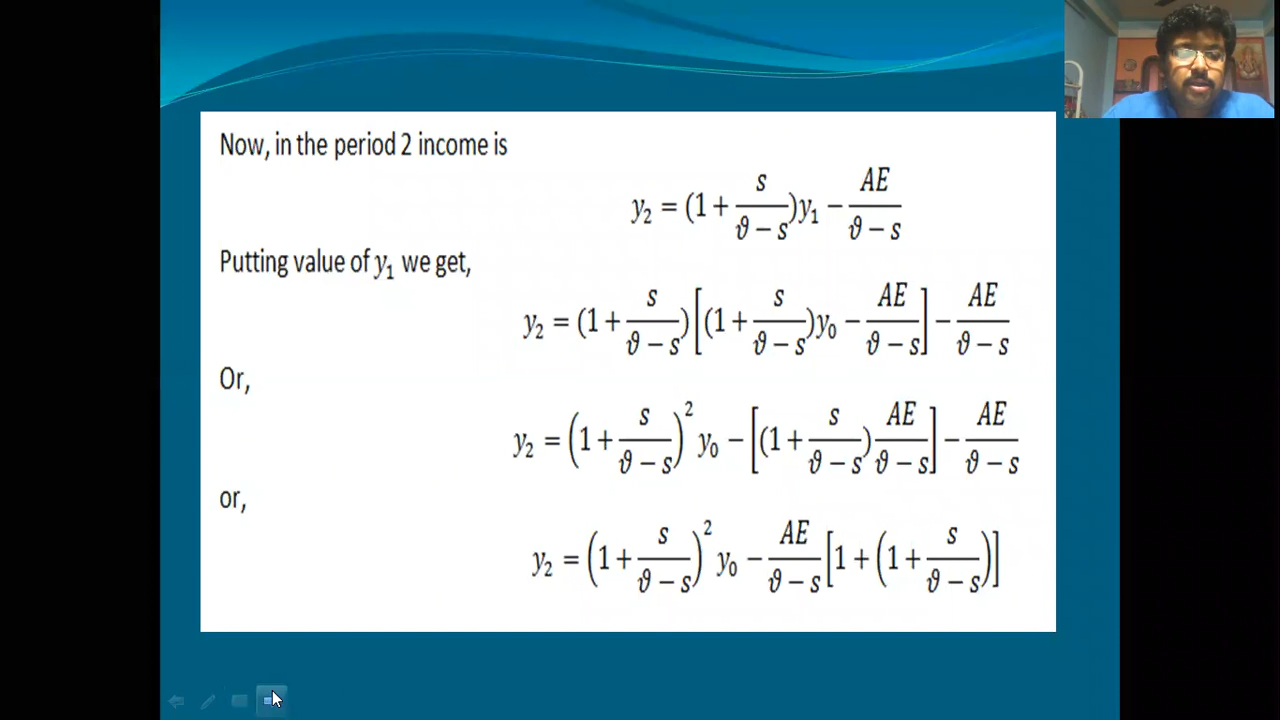 Now, in the period 2 income is
y₂ = (1 + s/(ϑ − s))y₁ − AE/(ϑ − s)
Putting value of y₁ we get,
y₂ = (1 + s/(ϑ − s))[(1 + s/(ϑ − s))y₀ − AE/(ϑ − s)] − AE/(ϑ − s)
Or,
y₂ = (1 + s/(ϑ − s))² y₀ − [(1 + s/(ϑ − s)) AE/(ϑ − s)] − AE/(ϑ − s)
or,
y₂ = (1 + s/(ϑ − s))² y₀ − AE/(ϑ − s) [1 + (1 + s/(ϑ − s))]